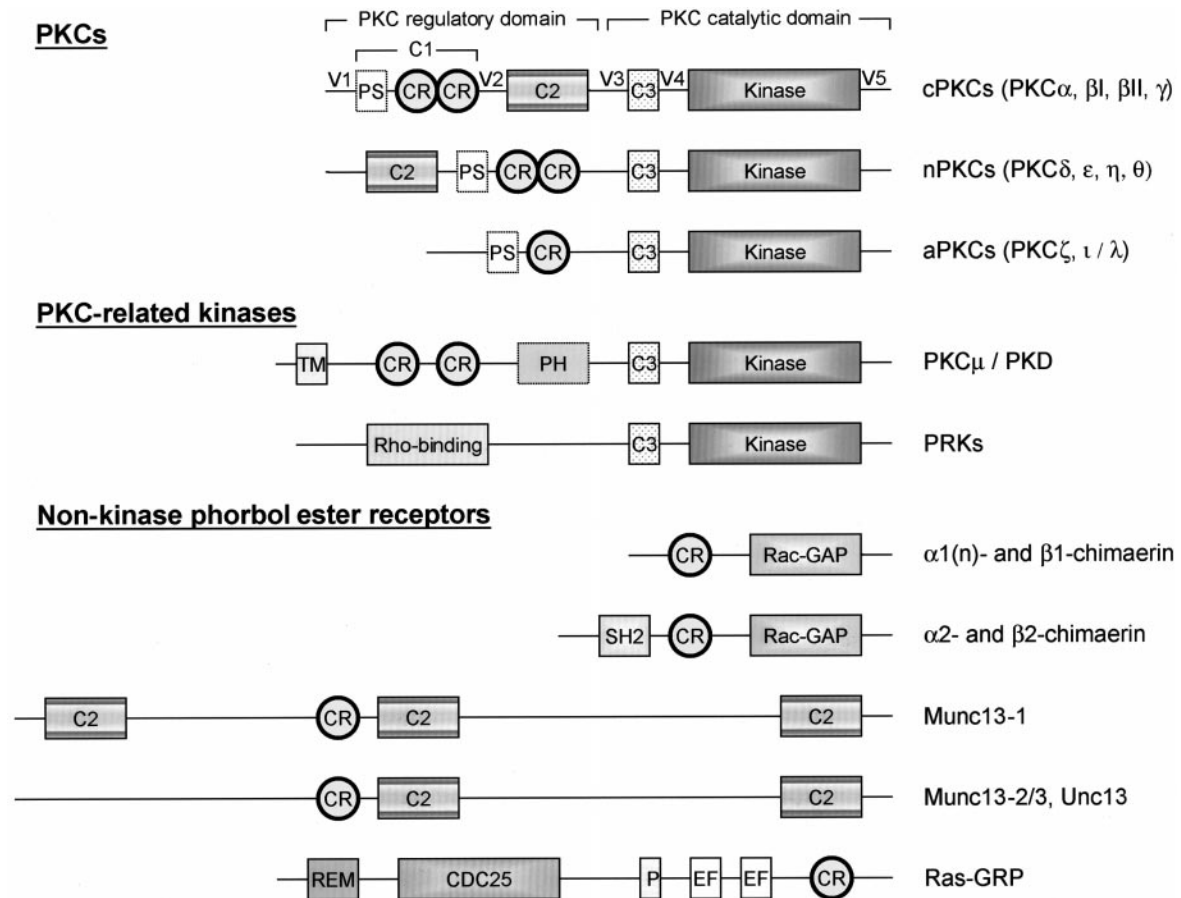 PKC regulatory domain PKC catalytic domain
PKCs
C1
V1 PS CR CR V2 C2 V3 C3 V4 Kinase V5 cPKCs (PKCα, βI, βII, γ)
C2 PS CR CR C3 Kinase nPKCs (PKCδ, ε, η, θ)
PS CR C3 Kinase aPKCs (PKCζ, ι / λ)
PKC-related kinases
TM CR CR PH C3 Kinase PKCμ / PKD
Rho-binding C3 Kinase PRKs
Non-kinase phorbol ester receptors
CR Rac-GAP α1(n)- and β1-chimaerin
SH2 CR Rac-GAP α2- and β2-chimaerin
C2 CR C2 C2 Munc13-1
CR C2 C2 Munc13-2/3, Unc13
REM CDC25 P EF EF CR Ras-GRP